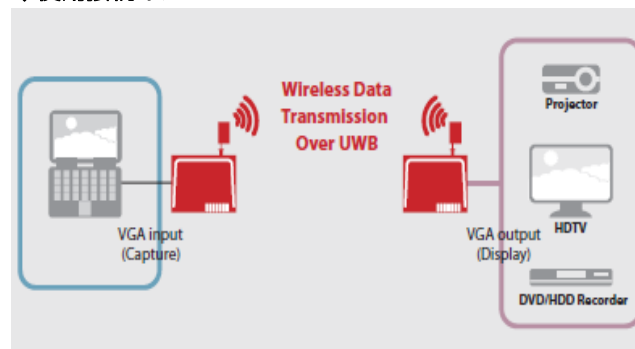 Wireless Data
Transmission
Over UWB
VGA input
(Capture)
VGA output
(Display)
Projector
HDTV
DVD/HDD Recorder